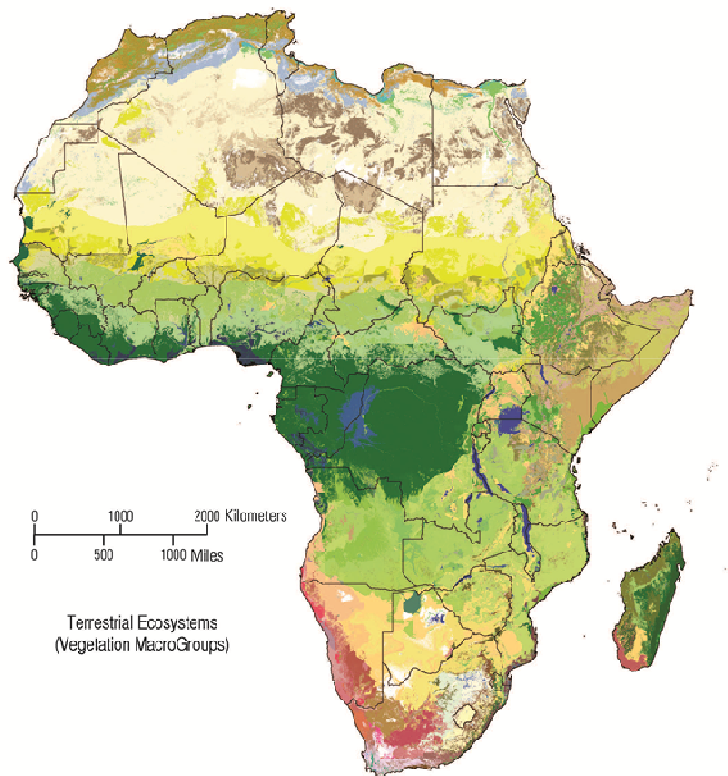 0 1000 2000 Kilometers
0 500 1000 Miles
Terrestrial Ecosystems
(Vegetation MacroGroups)